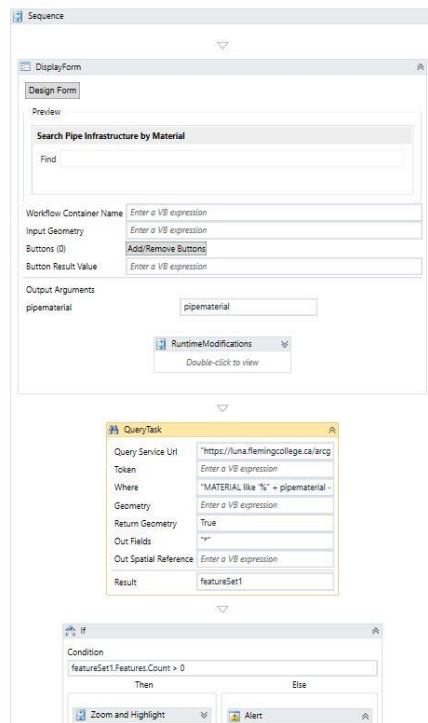 Sequence
DisplayForm
Design Form
Preview
Search Pipe Infrastructure by Material
Find
Workflow Container Name Enter a VB expression
Input Geometry Enter a VB expression
Buttons (0) Add/Remove Buttons
Button Result Value Enter a VB expression
Output Arguments
pipematerial pipematerial
RuntimeModifications
Double-click to view
QueryTask
Query Service Url "https://luna.flemingcollege.ca/arcg
Token Enter a VB expression
Where "MATERIAL like '%" + pipematerial -
Geometry Enter a VB expression
Return Geometry True
Out Fields "*"
Out Spatial Reference Enter a VB expression
Result featureSet1
If
Condition
featureSet1.Features.Count > 0
Then Else
Zoom and Highlight Alert